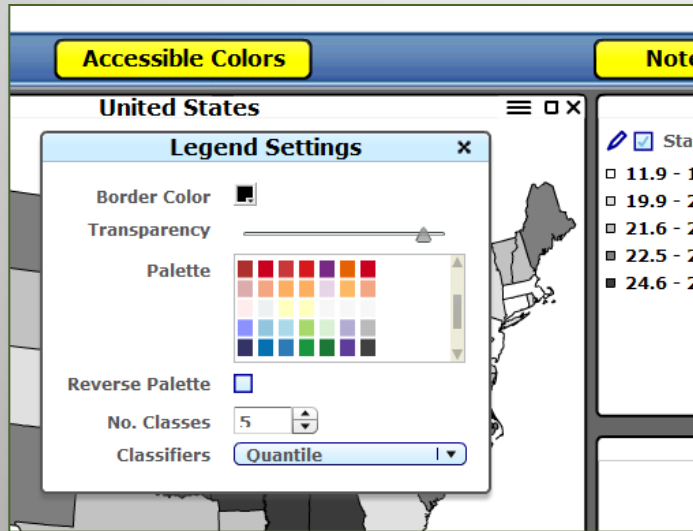 Accessible Colors
Note
United States
Legend Settings
Border Color
Transparency
Palette
Reverse Palette
No. Classes 5
Classifiers Quantile
Sta
11.9 - 1
19.9 - 2
21.6 - 2
22.5 - 2
24.6 - 2